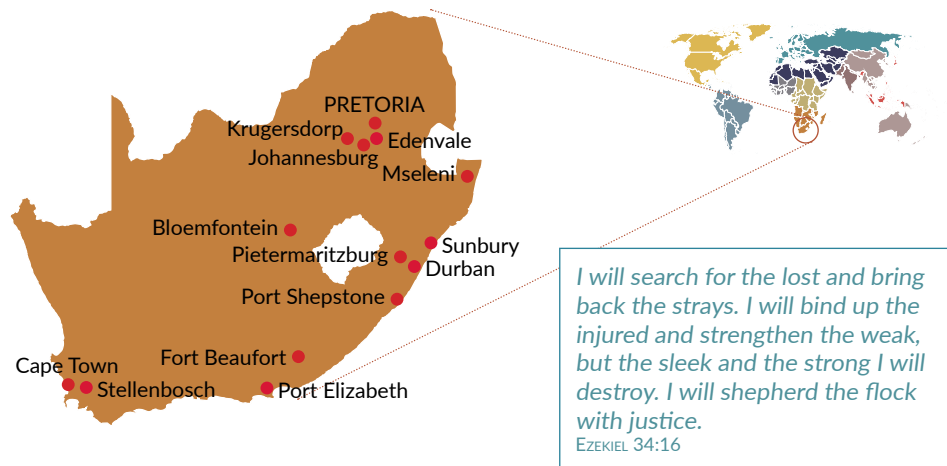 PRETORIA
Krugersdorp
Edenvale
Johannesburg
Mseleni
Bloemfontein
Sunbury
Pietermaritzburg
Durban
Port Shepstone
Fort Beaufort
Cape Town
Stellenbosch
Port Elizabeth
I will search for the lost and bring
back the strays. I will bind up the
injured and strengthen the weak,
but the sleek and the strong I will
destroy. I will shepherd the flock
with justice.
EZEKIEL 34:16